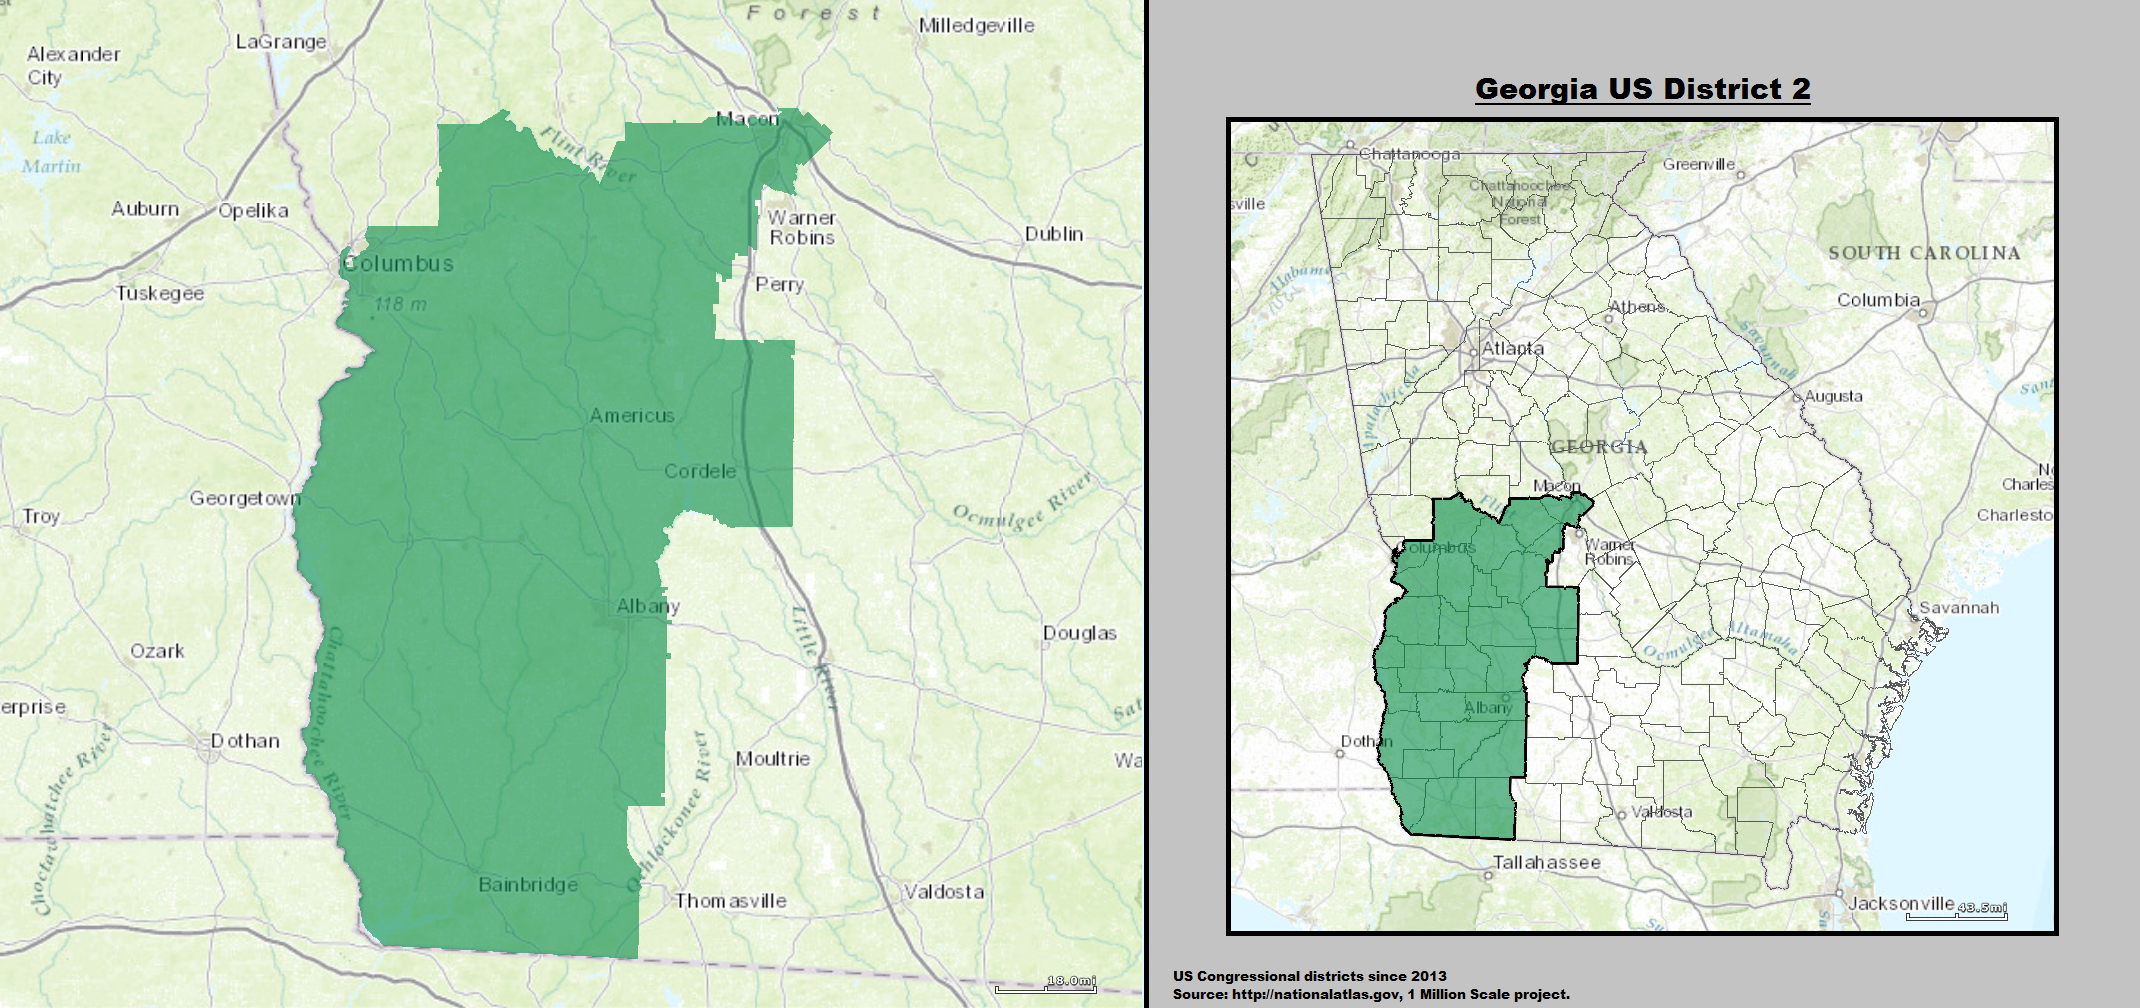 Forest
Milledgeville
LaGrange
Alexander
City
Lake
Martin
Macon
Flint River
Auburn
Opelika
Warner
Robins
Dublin
Columbus
118 m
Tuskegee
Perry
Americus
Cordele
Georgetown
Troy
Ocmulgee River
Albany
Little River
Douglas
Ozark
Chattahoochee River
erprise
Sat
Dothan
Choctawhatchee River
Moultrie
Wa
Ochlockonee River
Bainbridge
Thomasville
Valdosta
18.0mi
Georgia US District 2
Chattanooga
Greenville
Chattahoochee
National
Forest
sville
SOUTH CAROLINA
Alabama
Columbia
Athens
Savannah
Atlanta
Sant
Apalachicola
Augusta
GEORGIA
Macon
Charles
Fli
Charlesto
Columbus
Warner
Robins
Savannah
Ocmulgee
Altamaha
Albany
Dothan
Valdosta
Tallahassee
Jacksonville
43.5mi
US Congressional districts since 2013
Source: http://nationalatlas.gov, 1 Million Scale project.